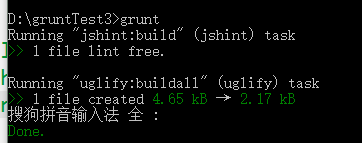 D:\gruntTest3>grunt
Running "jshint:build" (jshint) task
>> 1 file lint free.
Running "uglify:buildall" (uglify) task
>> 1 file created 4.65 kB → 2.17 kB
搜狗拼音输入法 全 :
Done.